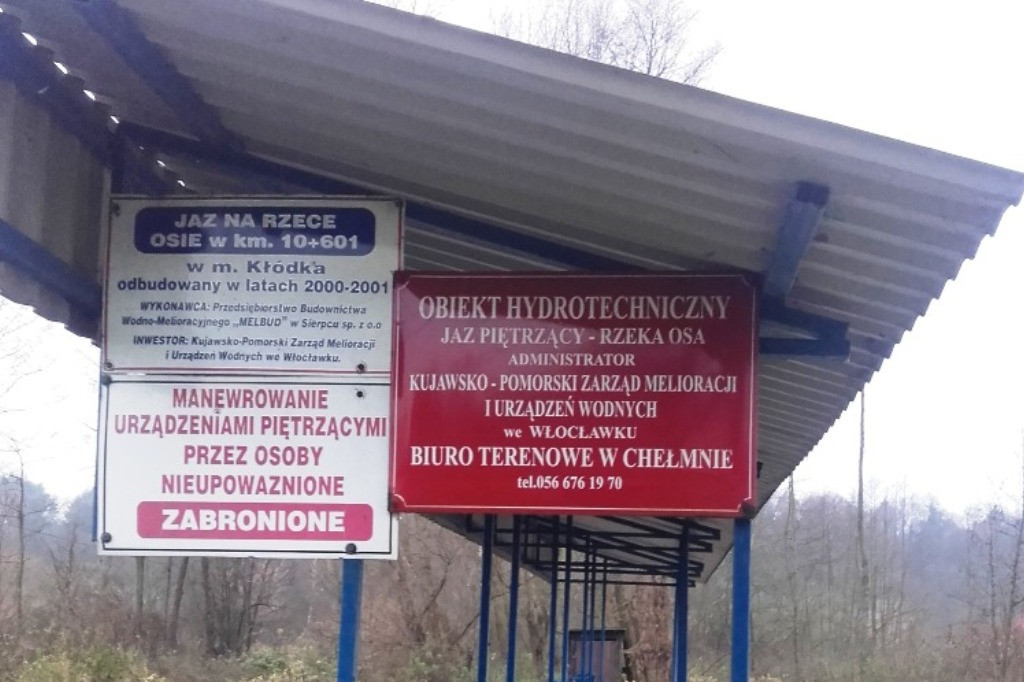 JAZ NA RZECE
OSIE w km. 10+601
w m. Kłódka
odbudowany w latach 2000-2001
WYKONAWCA: Przedsiębiorstwo Budownictwa
Wodno-Melioracyjnego „MELBUD" w Sierpcu sp. z o.o
INWESTOR: Kujawsko-Pomorski Zarząd Melioracji
i Urządzeń Wodnych we Włocławku.
MANEWROWANIE
URZĄDZENIAMI PIĘTRZĄCYMI
PRZEZ OSOBY
NIEUPOWAZNIONE
ZABRONIONE
OBIEKT HYDROTECHNICZNY
JAZ PIĘTRZĄCY - RZEKA OSA
ADMINISTRATOR
KUJAWSKO - POMORSKI ZARZĄD MELIORACJI
I URZĄDZEŃ WODNYCH
we WŁOCŁAWKU
BIURO TERENOWE W CHEŁMNIE
tel.056 676 19 70